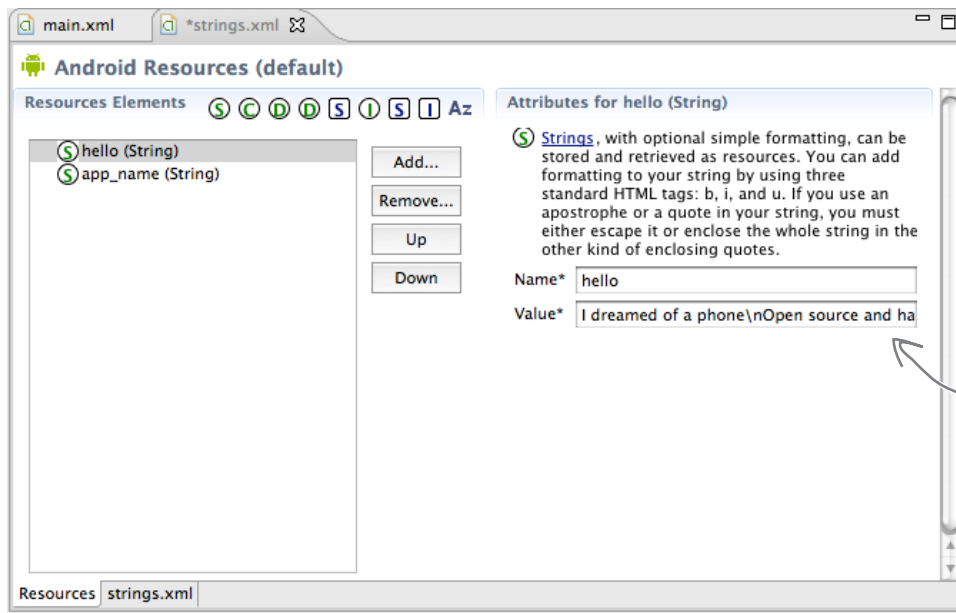 main.xml
*strings.xml
Android Resources (default)
Resources Elements
S C D D S I S I Az
hello (String)
app_name (String)
Add...
Remove...
Up
Down
Attributes for hello (String)
Strings, with optional simple formatting, can be
stored and retrieved as resources. You can add
formatting to your string by using three
standard HTML tags: b, i, and u. If you use an
apostrophe or a quote in your string, you must
either escape it or enclose the whole string in the
other kind of enclosing quotes.
Name* hello
Value* I dreamed of a phone\nOpen source and ha
Resources strings.xml